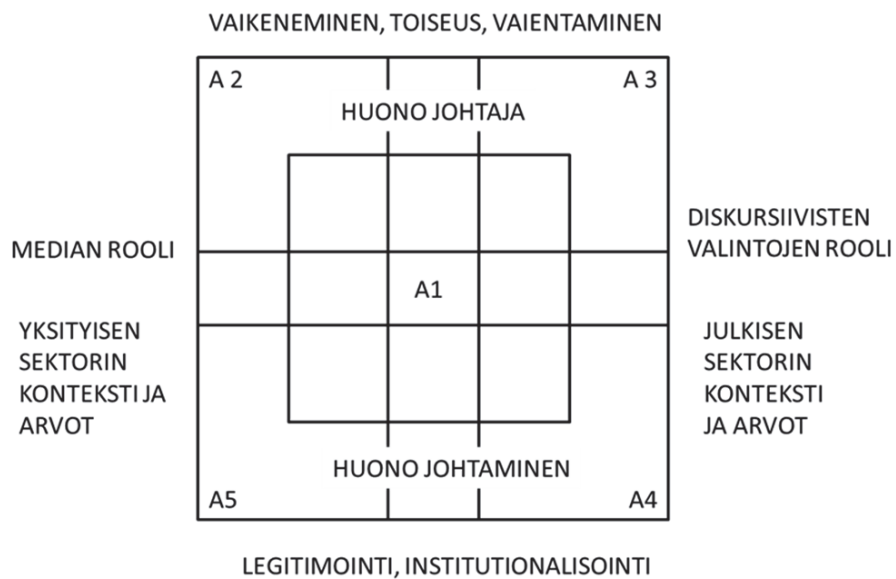 VAIKENEMINEN, TOISEUS, VAIENTAMINEN
A 2
A 3
HUONO JOHTAJA
MEDIAN ROOLI
DISKURSIIVISTEN
VALINTOJEN ROOLI
A1
YKSITYISEN
SEKTORIN
KONTEKSTI JA
ARVOT
JULKISEN
SEKTORIN
KONTEKSTI
JA ARVOT
HUONO JOHTAMINEN
A5
A4
LEGITIMOINTI, INSTITUTIONALISOINTI